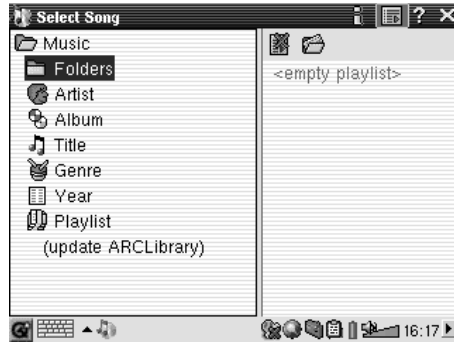 Select Song
?
Music
Folders
Artist
Album
Title
Genre
Year
Playlist
(update ARCLibrary)
<empty playlist>
16:17